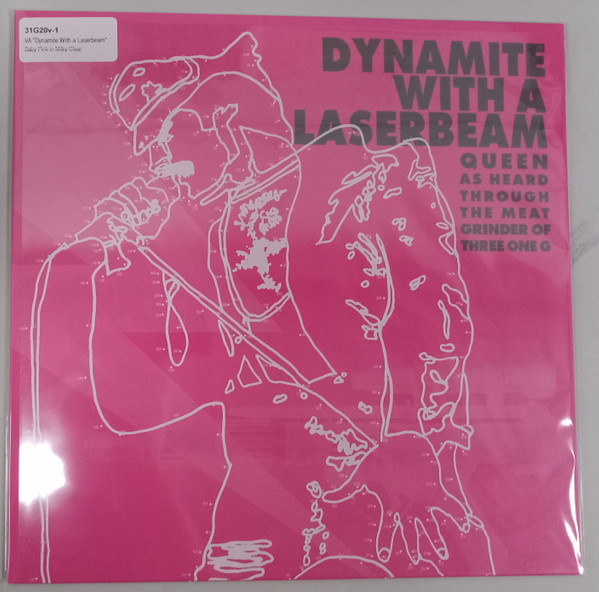 31G20v-1
VA "Dynamite With a Laserbeam"
Baby Pink in Milky Clear
DYNAMITE
WITH A
LASERBEAM
QUEEN
AS HEARD
THROUGH
THE MEAT
GRINDER OF
THREE ONE G